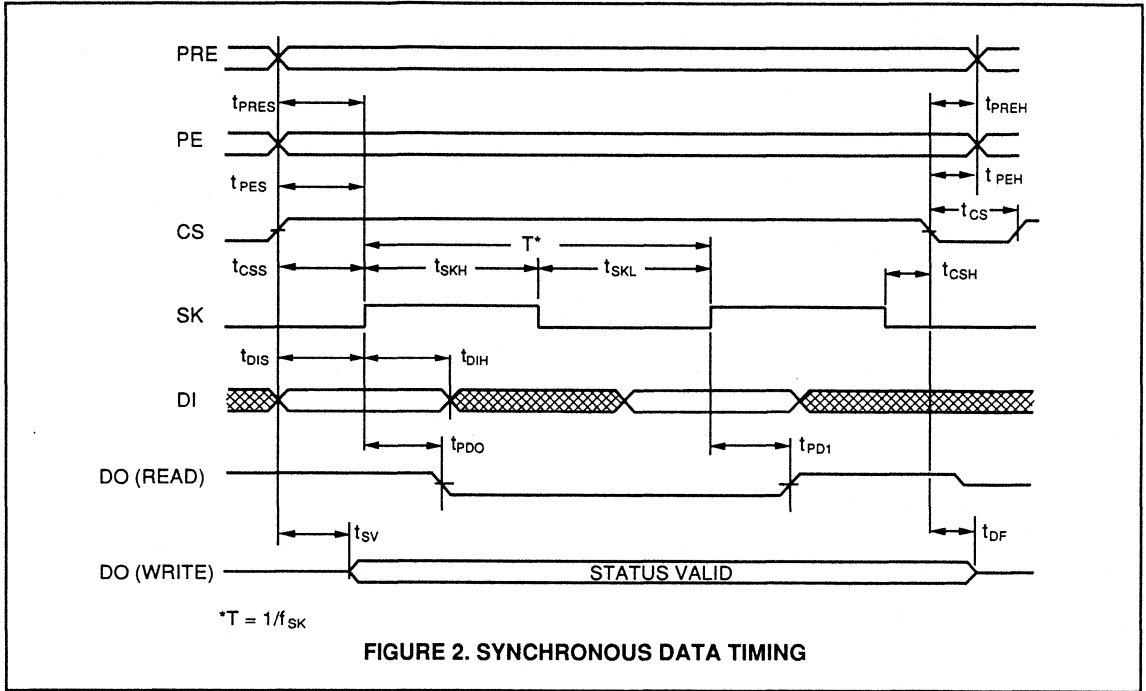 PRE
tPRES
tPREH
PE
tPES
tPEH
CS
tCS
T*
tCSS
tSKH
tSKL
tCSH
SK
tDIS
tDIH
DI
tPDO
tPD1
DO (READ)
tSV
tDF
DO (WRITE)
STATUS VALID
*T = 1/fSK
FIGURE 2. SYNCHRONOUS DATA TIMING